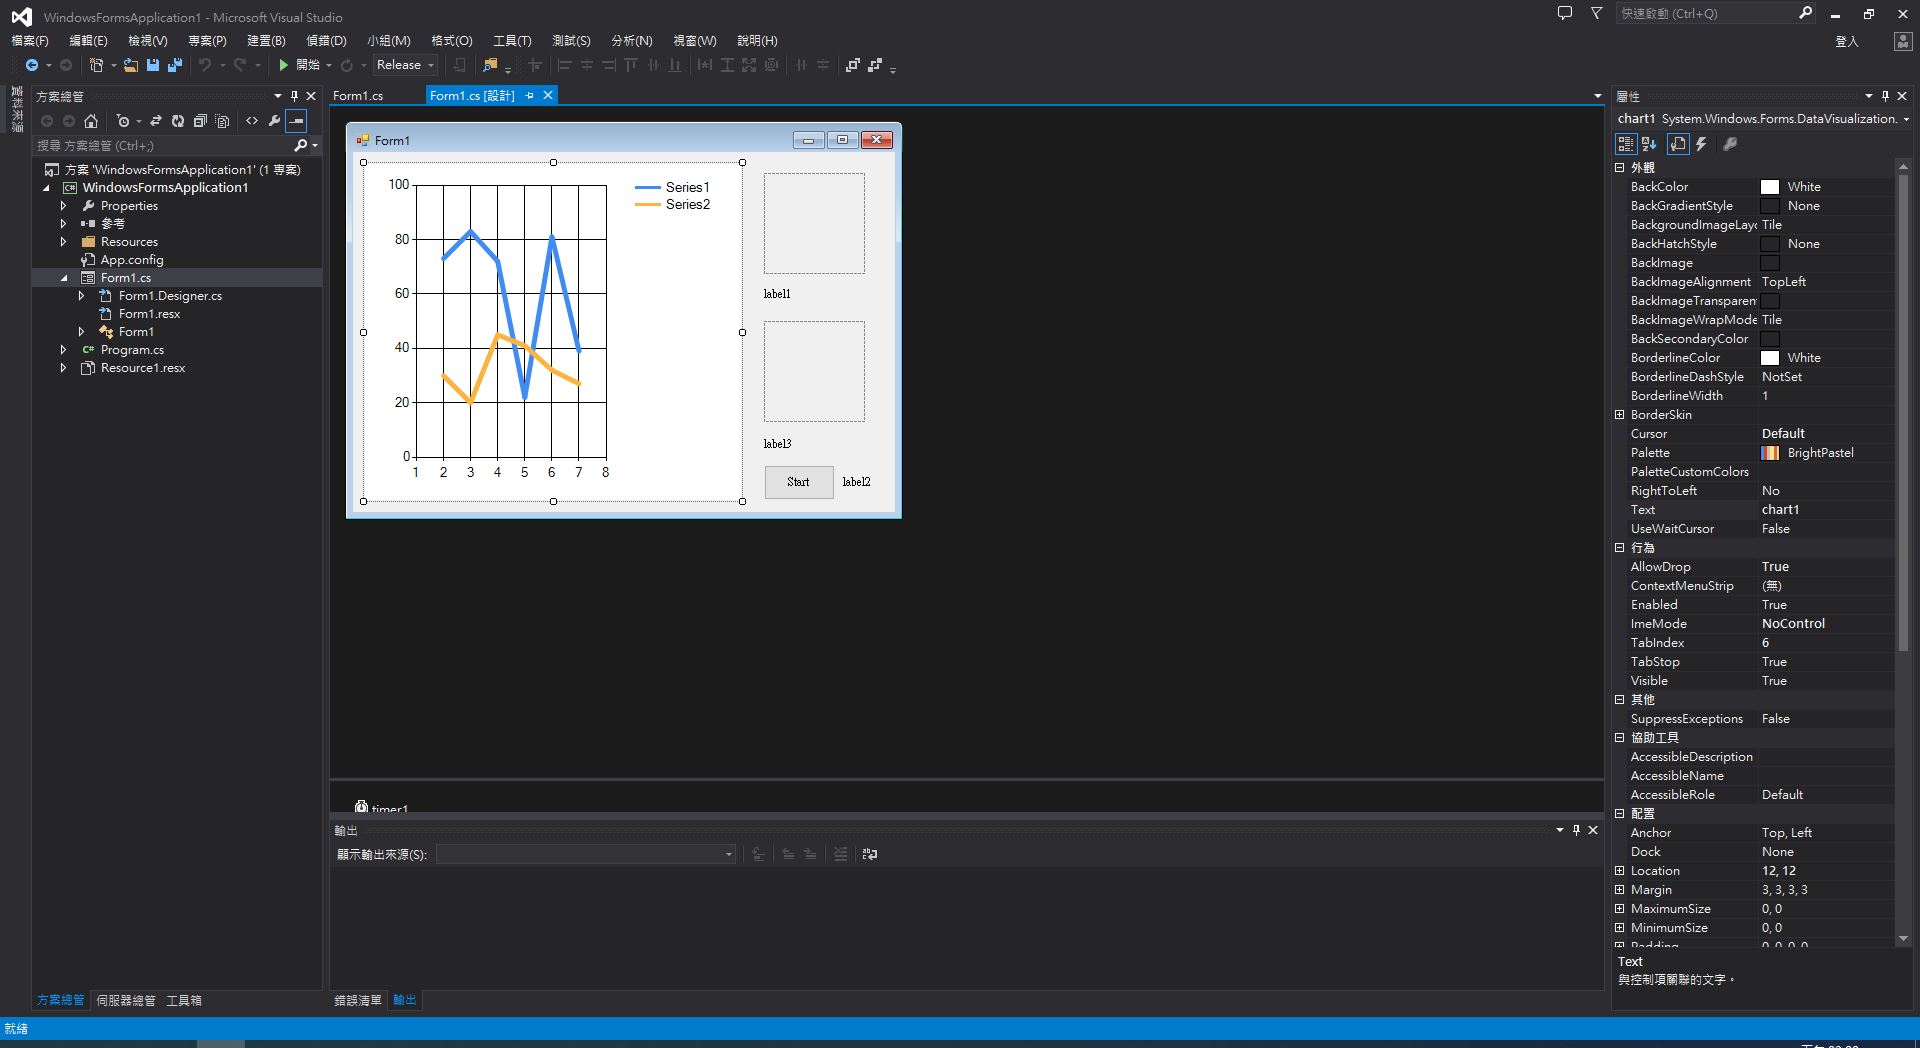 WindowsFormsApplication1 - Microsoft Visual Studio
快速啟動 (Ctrl+Q)
檔案(F) 編輯(E) 檢視(V) 專案(P) 建置(B) 偵錯(D) 小組(M) 格式(O) 工具(T) 測試(S) 分析(N) 視窗(W) 說明(H)
登入
開始 Release
資料來源
方案總管
搜尋 方案總管 (Ctrl+;)
方案 'WindowsFormsApplication1' (1 專案)
WindowsFormsApplication1
Properties
參考
Resources
App.config
Form1.cs
Form1.Designer.cs
Form1.resx
Form1
Program.cs
Resource1.resx
方案總管 伺服器總管 工具箱
Form1.cs
Form1.cs [設計]
Form1
100
80
60
40
20
0
1 2 3 4 5 6 7 8
Series1
Series2
label1
label3
Start
label2
timer1
輸出
顯示輸出來源(S):
錯誤清單 輸出
屬性
chart1 System.Windows.Forms.DataVisualization.
外觀
BackColor White
BackGradientStyle None
BackgroundImageLayo Tile
BackHatchStyle None
BackImage
BackImageAlignment TopLeft
BackImageTransparen
BackImageWrapMode Tile
BackSecondaryColor
BorderlineColor White
BorderlineDashStyle NotSet
BorderlineWidth 1
BorderSkin
Cursor Default
Palette BrightPastel
PaletteCustomColors
RightToLeft No
Text chart1
UseWaitCursor False
行為
AllowDrop True
ContextMenuStrip (無)
Enabled True
ImeMode NoControl
TabIndex 6
TabStop True
Visible True
其他
SuppressExceptions False
協助工具
AccessibleDescription
AccessibleName
AccessibleRole Default
配置
Anchor Top, Left
Dock None
Location 12, 12
Margin 3, 3, 3, 3
MaximumSize 0, 0
MinimumSize 0, 0
Padding 0, 0, 0, 0
Text
與控制項關聯的文字。
就緒